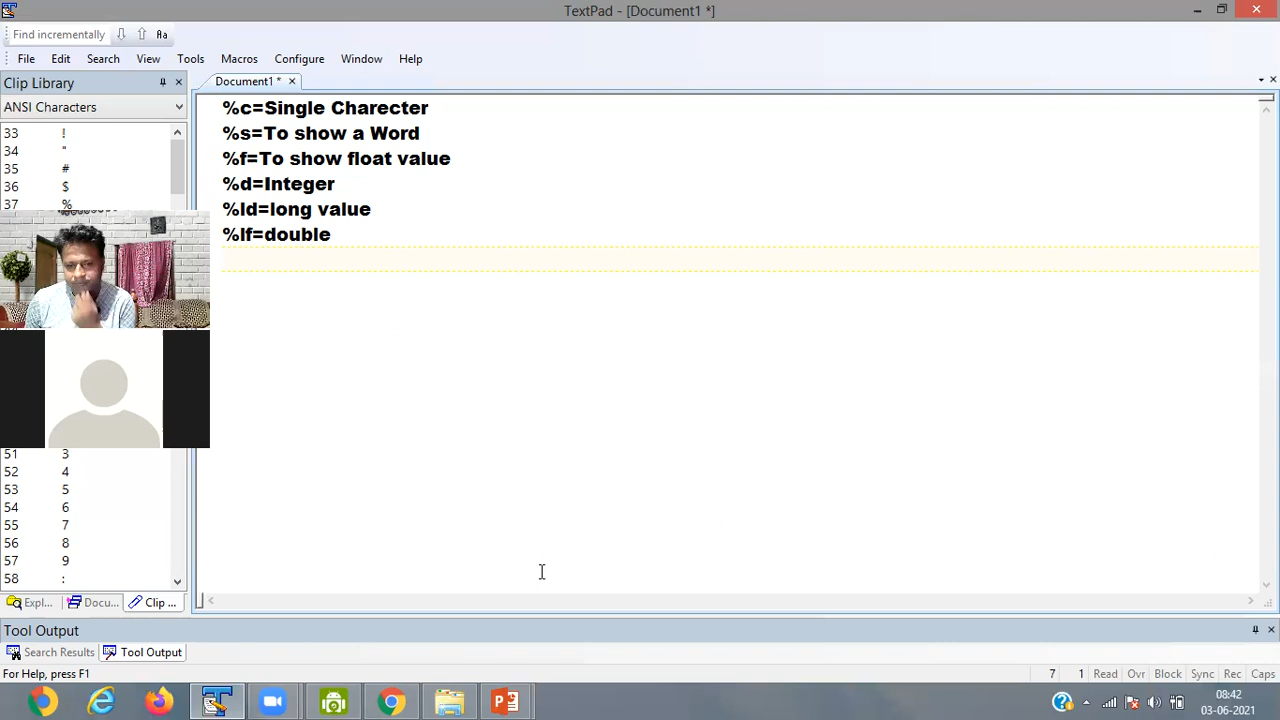 TextPad - [Document1 *]
Find incrementally
Aa
File Edit Search View Tools Macros Configure Window Help
Clip Library
Document1 *
ANSI Characters
33 !
34 "
35 #
36 $
37 %
%c=Single Charecter
%s=To show a Word
%f=To show float value
%d=Integer
%ld=long value
%lf=double
51 3
52 4
53 5
54 6
55 7
56 8
57 9
58 :
Expl... Docu... Clip ...
Tool Output
Search Results Tool Output
For Help, press F1
7 1 Read Ovr Block Sync Rec Caps
08:42
03-06-2021